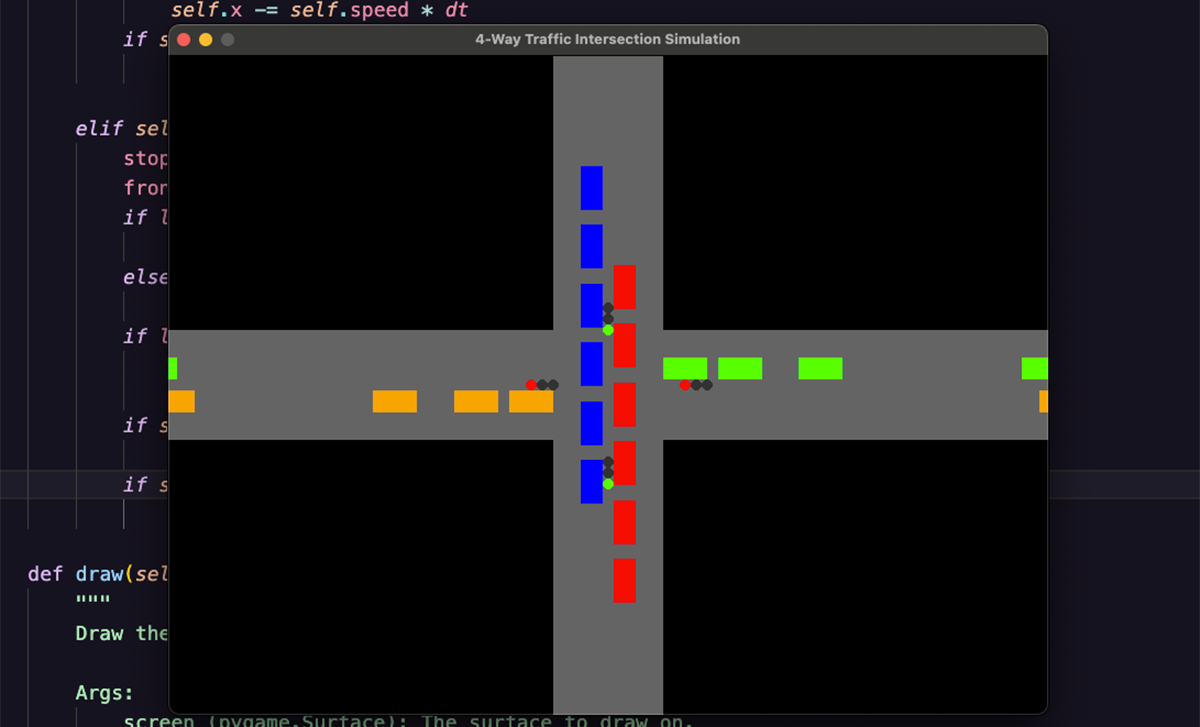 self.x -= self.speed * dt
if s
4-Way Traffic Intersection Simulation
elif sel
stop
fron
if l
else
if l
if s
if s
def draw(sel
"""
Draw the
Args:
screen (pygame.Surface): The surface to draw on.